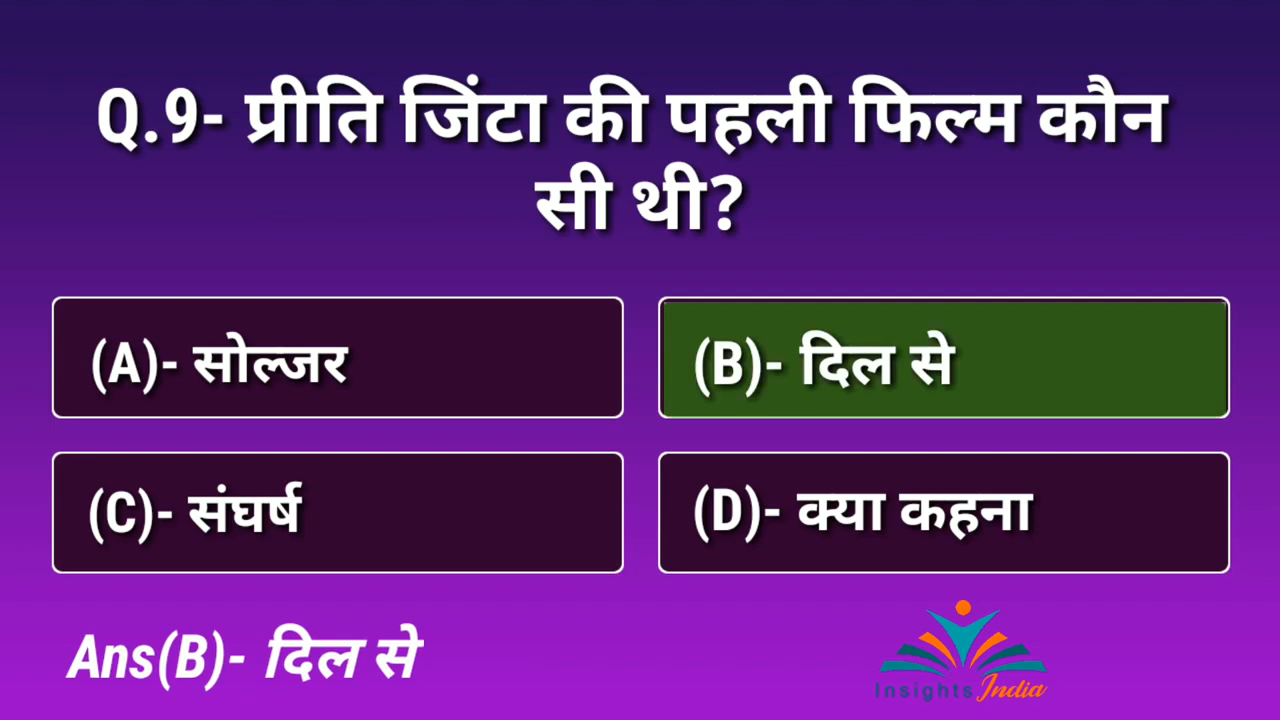 Q.9- प्रीति जिंटा की पहली फिल्म कौन
सी थी?
(A)- सोल्जर
(B)- दिल से
(C)- संघर्ष
(D)- क्या कहना
Ans(B)- दिल से
Insights India